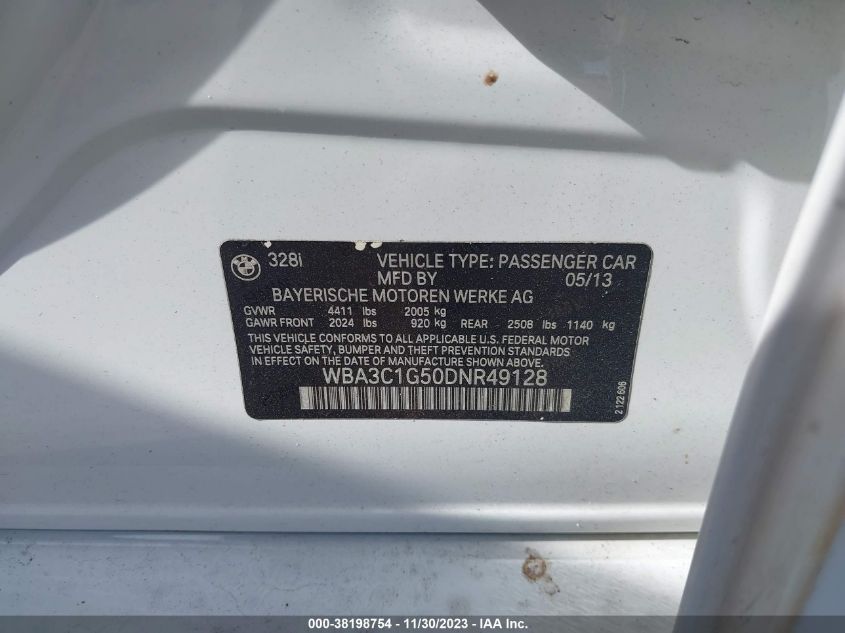 BMW 328i VEHICLE TYPE: PASSENGER CAR
MFD BY 05/13
BAYERISCHE MOTOREN WERKE AG
GVWR 4411 lbs 2005 kg
GAWR FRONT 2024 lbs 920 kg REAR 2508 lbs 1140 kg
THIS VEHICLE CONFORMS TO ALL APPLICABLE U.S. FEDERAL MOTOR
VEHICLE SAFETY, BUMPER AND THEFT PREVENTION STANDARDS
IN EFFECT ON THE DATE OF MANUFACTURE SHOWN ABOVE.
WBA3C1G50DNR49128
2 122 606
000-38198754 - 11/30/2023 - IAA Inc.